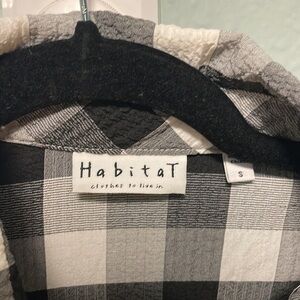 HabitaT
clothes to live in
S